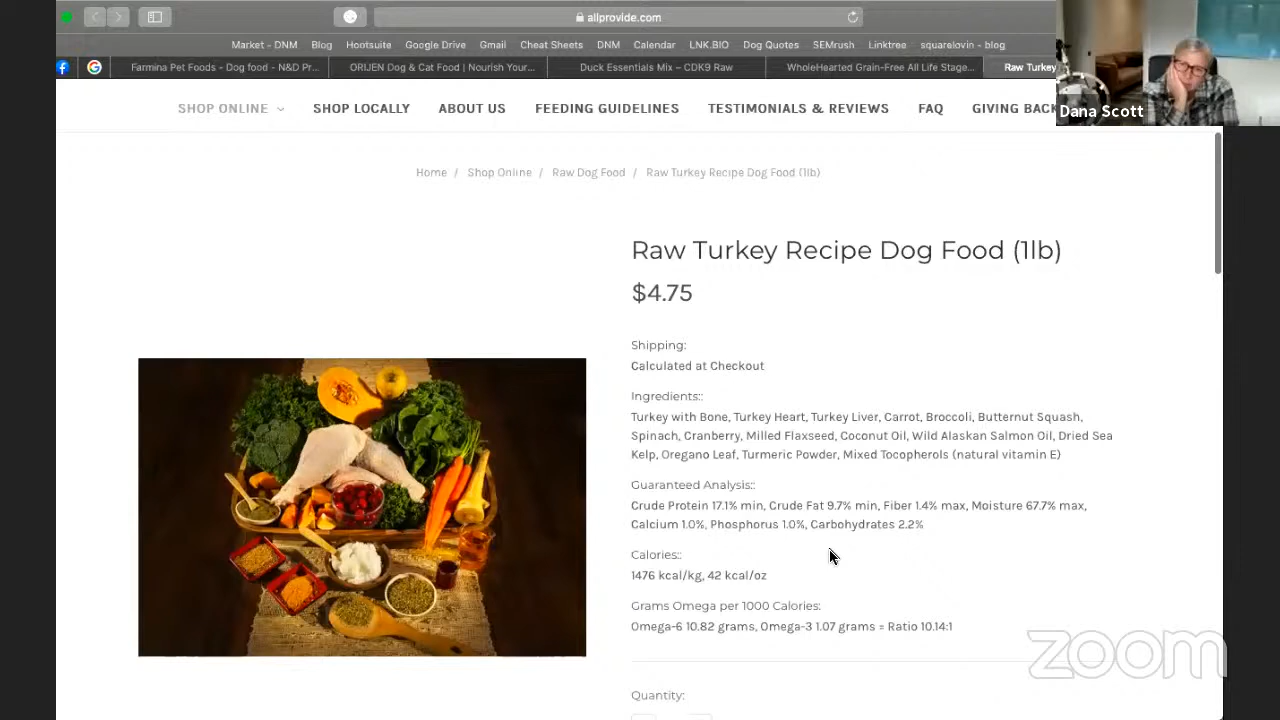 allprovide.com
Market - DNM Blog Hootsuite Google Drive Gmail Cheat Sheets DNM Calendar LNK.BIO Dog Quotes SEMrush Linktree squarelovin - blog
Farmina Pet Foods - Dog food - N&D Pr... ORIJEN Dog & Cat Food | Nourish Your... Duck Essentials Mix – CDK9 Raw WholeHearted Grain-Free All Life Stage... Raw Turkey
Dana Scott
SHOP ONLINE SHOP LOCALLY ABOUT US FEEDING GUIDELINES TESTIMONIALS & REVIEWS FAQ GIVING BACK
Home / Shop Online / Raw Dog Food / Raw Turkey Recipe Dog Food (1lb)
Raw Turkey Recipe Dog Food (1lb)
$4.75
Shipping:
Calculated at Checkout
Ingredients::
Turkey with Bone, Turkey Heart, Turkey Liver, Carrot, Broccoli, Butternut Squash,
Spinach, Cranberry, Milled Flaxseed, Coconut Oil, Wild Alaskan Salmon Oil, Dried Sea
Kelp, Oregano Leaf, Turmeric Powder, Mixed Tocopherols (natural vitamin E)
Guaranteed Analysis::
Crude Protein 17.1% min, Crude Fat 9.7% min, Fiber 1.4% max, Moisture 67.7% max,
Calcium 1.0%, Phosphorus 1.0%, Carbohydrates 2.2%
Calories::
1476 kcal/kg, 42 kcal/oz
Grams Omega per 1000 Calories:
Omega-6 10.82 grams, Omega-3 1.07 grams = Ratio 10.14:1
zoom
Quantity: